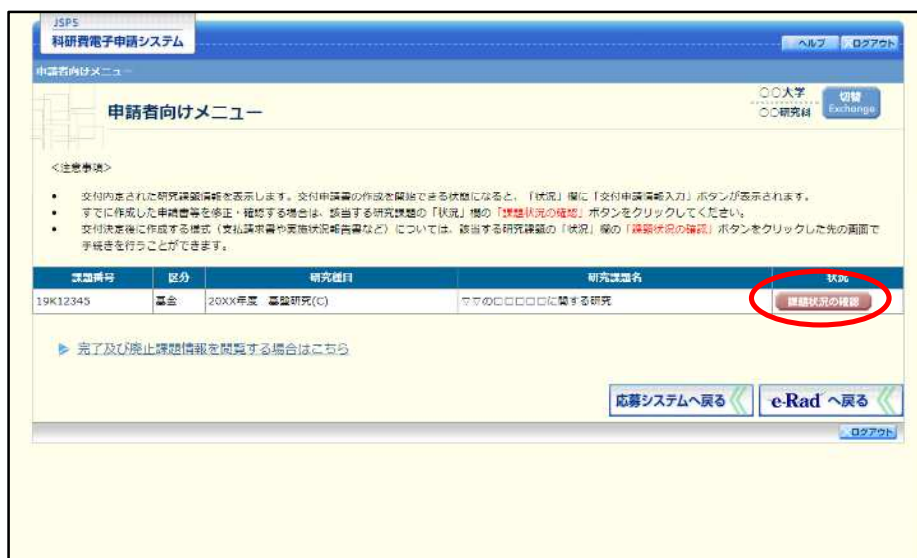 JSPS
科研費電子申請システム
ヘルプ ログアウト
申請者向けメニュー
申請者向けメニュー
○○大学
○○研究科
切替
Exchange
<注意事項>
• 交付内定された研究課題情報を表示します。交付申請書の作成を開始できる状態になると、「状況」欄に「交付申請情報入力」ボタンが表示されます。
• すでに作成した申請書等を修正・確認する場合は、該当する研究課題の「状況」欄の「課題状況の確認」ボタンをクリックしてください。
• 交付決定後に作成する様式(支払請求書や実施状況報告書など)については、該当する研究課題の「状況」欄の「課題状況の確認」ボタンをクリックした先の画面で
手続きを行うことができます。
課題番号 区分 研究種目 研究課題名 状況
19K12345 基金 20XX年度 基盤研究(C) ▽▽の□□□□□に関する研究 課題状況の確認
完了及び廃止課題情報を閲覧する場合はこちら
応募システムへ戻る e-Rad へ戻る
ログアウト